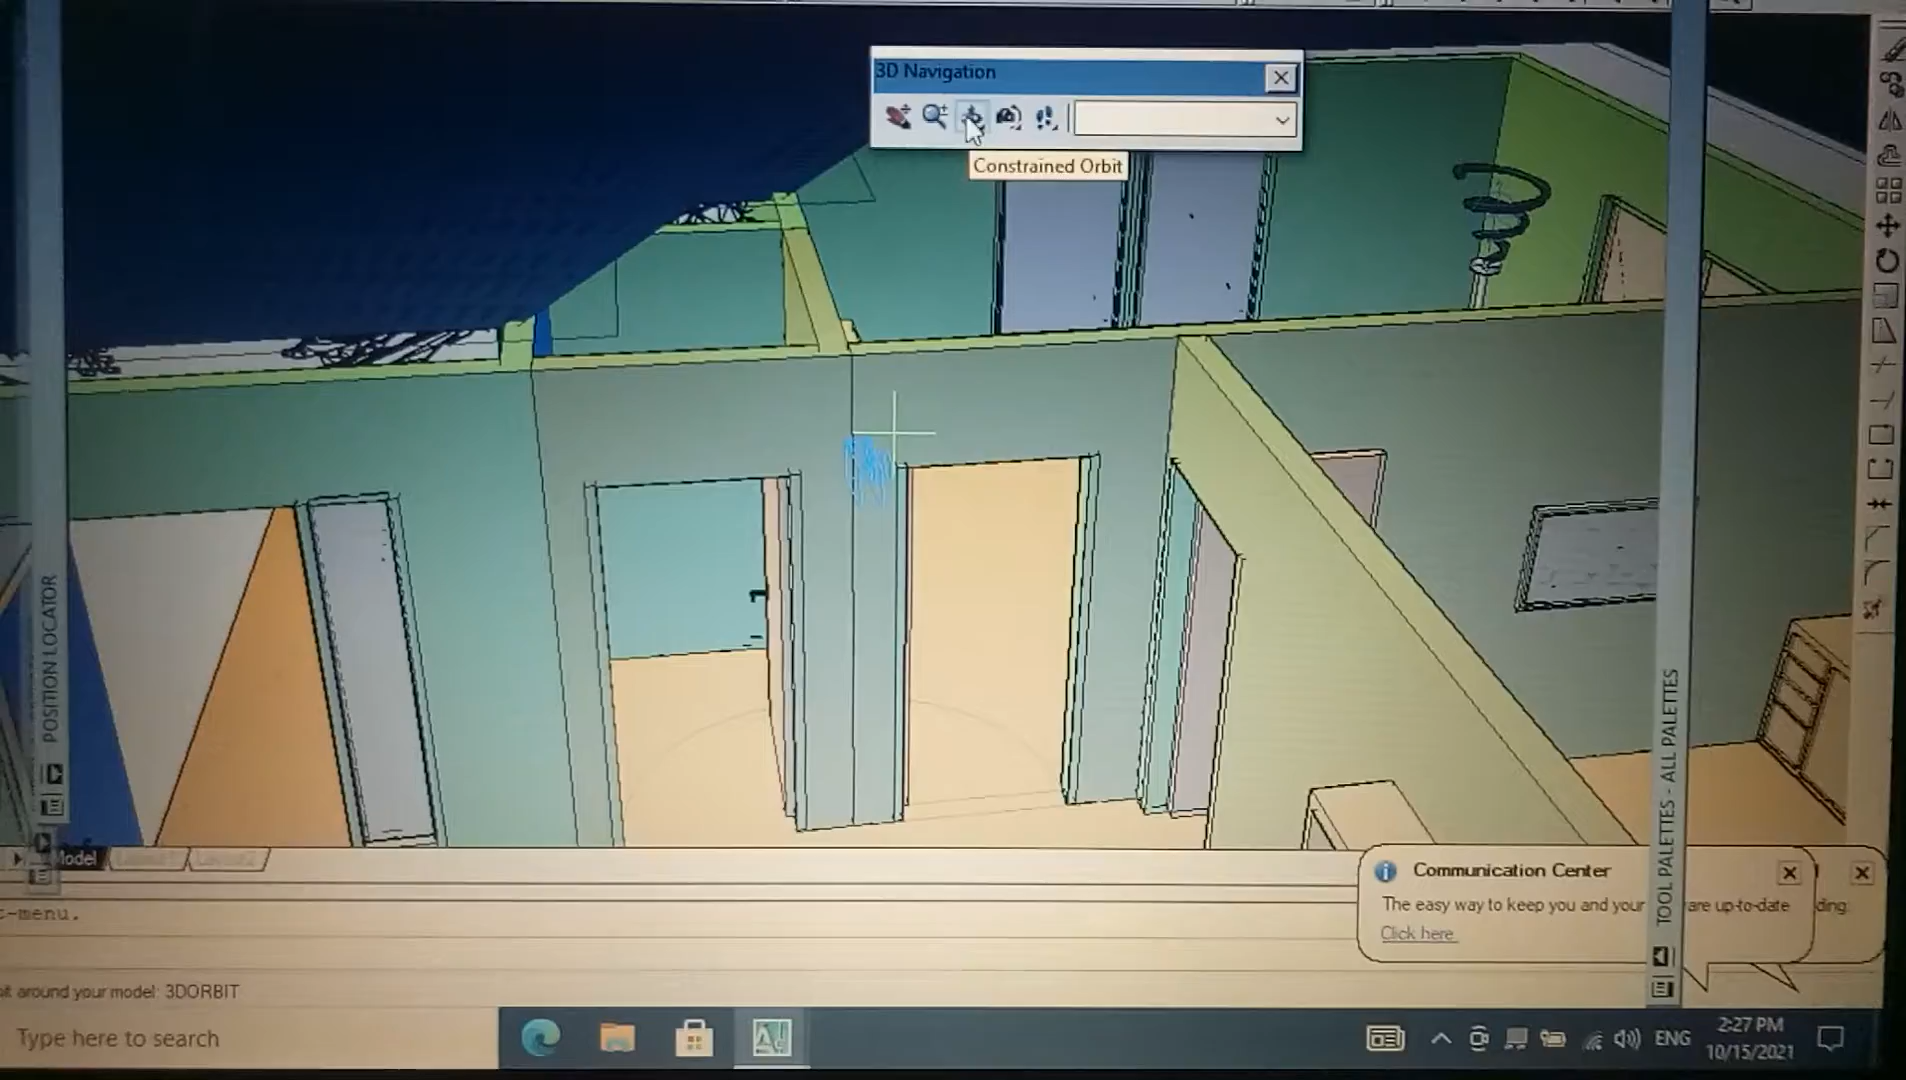 3D Navigation
Constrained Orbit
POSITION LOCATOR
TOOL PALETTES - ALL PALETTES
Model
-menu.
Communication Center
The easy way to keep you and your
are up-to-date
ding.
Click here.
around your model: 3DORBIT
Type here to search
ENG
2:27 PM
10/15/2021